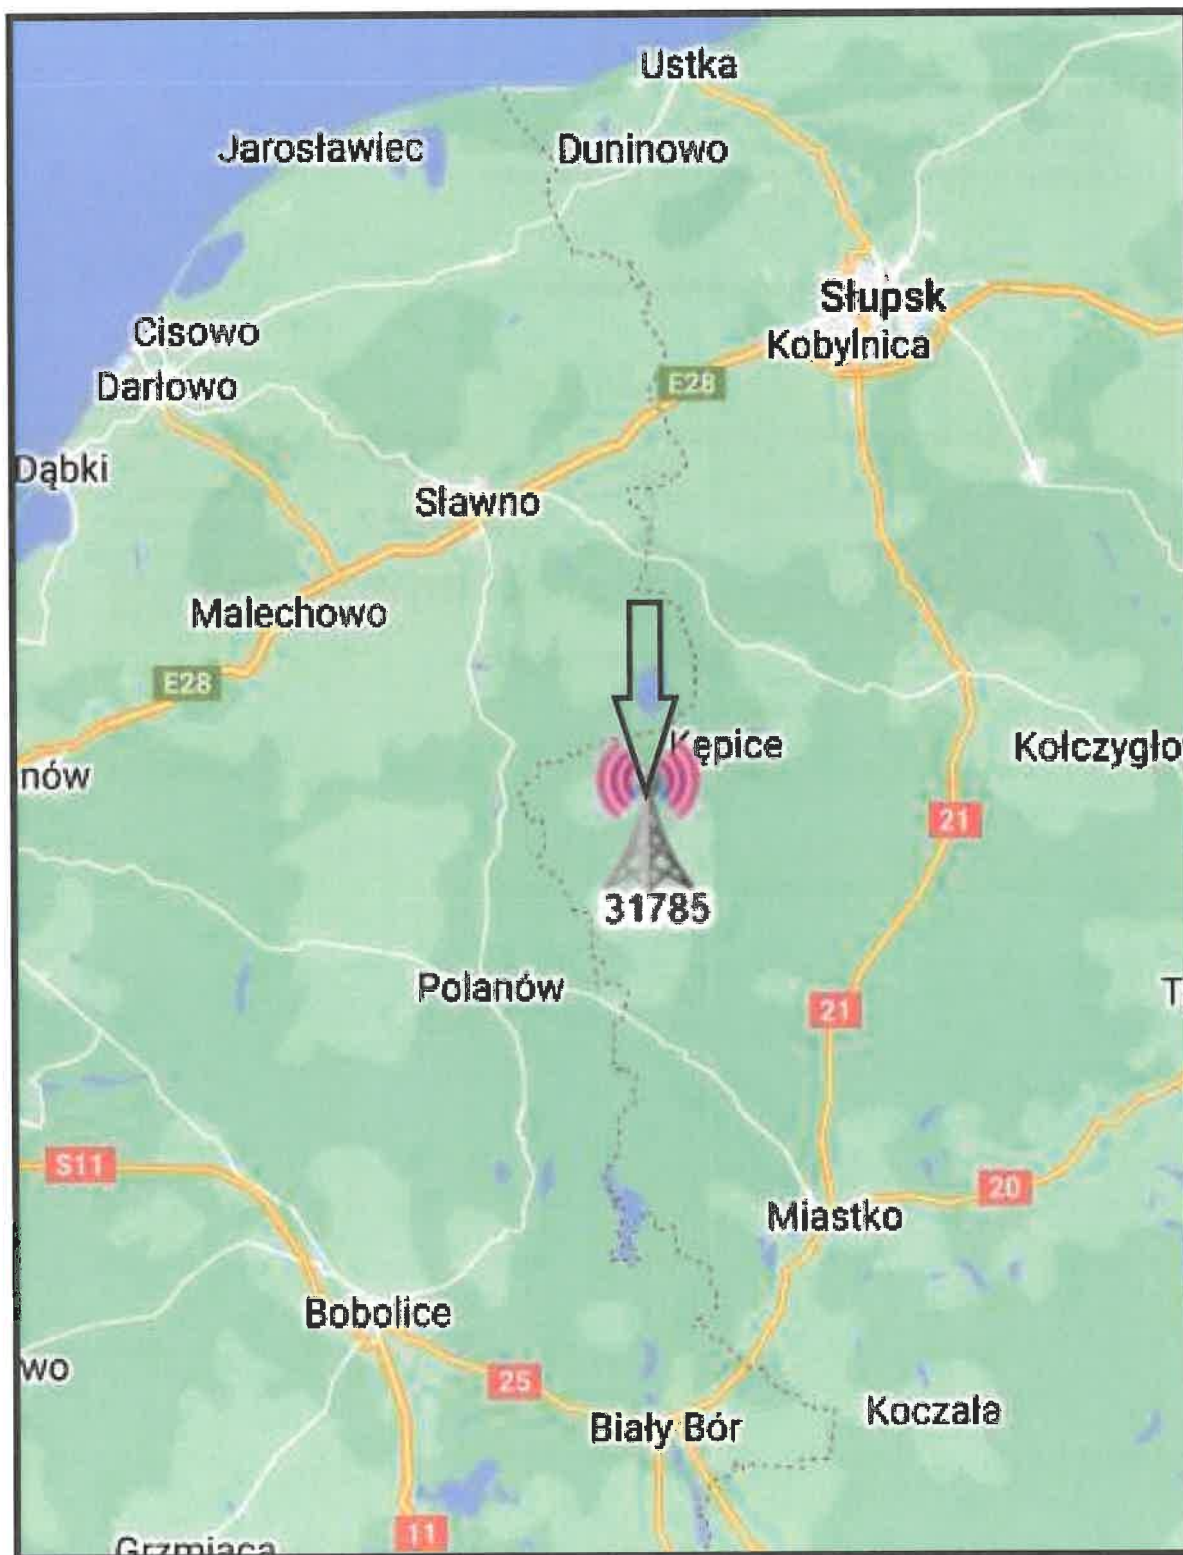 Ustka
Jarosławiec
Duninowo
Słupsk
Cisowo
Kobylnica
Darłowo
E28
Dąbki
Sławno
Malechowo
E28
Kępice
Kołczygło
nów
21
31785
Polanów
21
T
S11
20
Miastko
Bobolice
wo
25
Koczała
Biały Bór
11
Grzmiąca